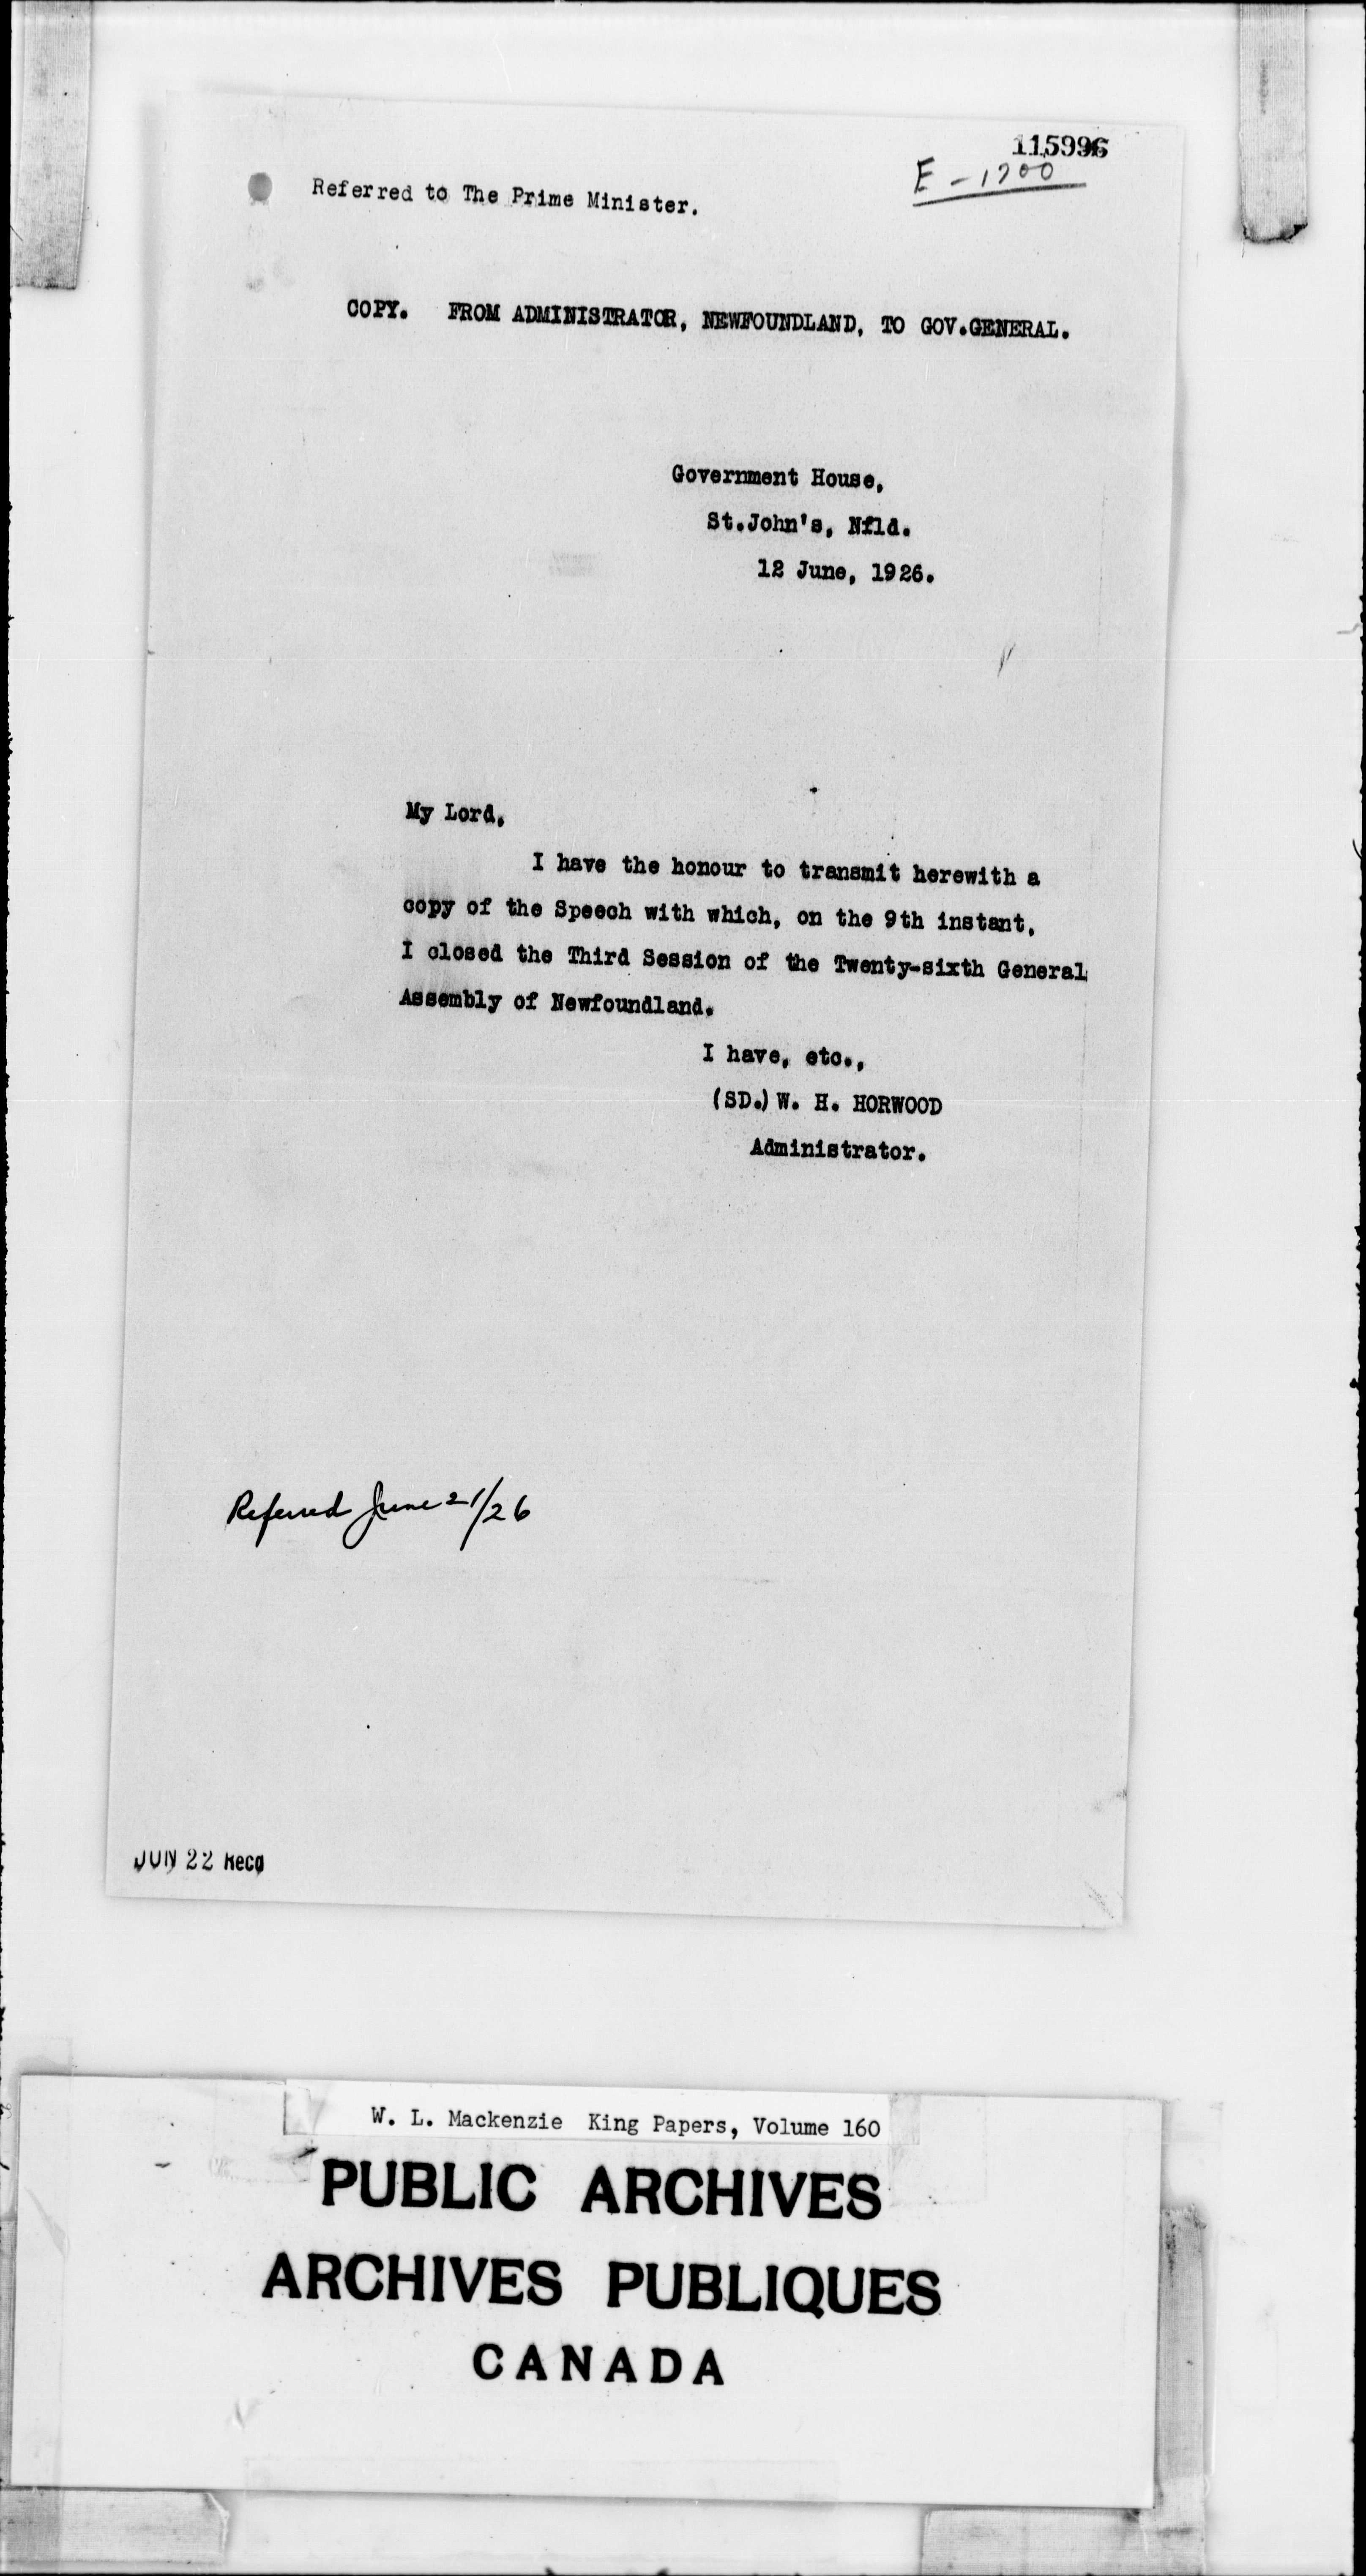 115996
E-1700
Referred to The Prime Minister.
COPY. FROM ADMINISTRATOR, NEWFOUNDLAND, TO GOV.GENERAL.
Government House,
St.John's, Nfld.
12 June, 1926.
My Lord,
I have the honour to transmit herewith a
copy of the Speech with which, on the 9th instant,
I closed the Third Session of the Twenty-sixth General
Assembly of Newfoundland.
I have, etc.,
(SD.) W. H. HORWOOD
Administrator.
Referred June 21/26
JUN 22 Recd
W. L. Mackenzie King Papers, Volume 160
PUBLIC ARCHIVES
ARCHIVES PUBLIQUES
CANADA